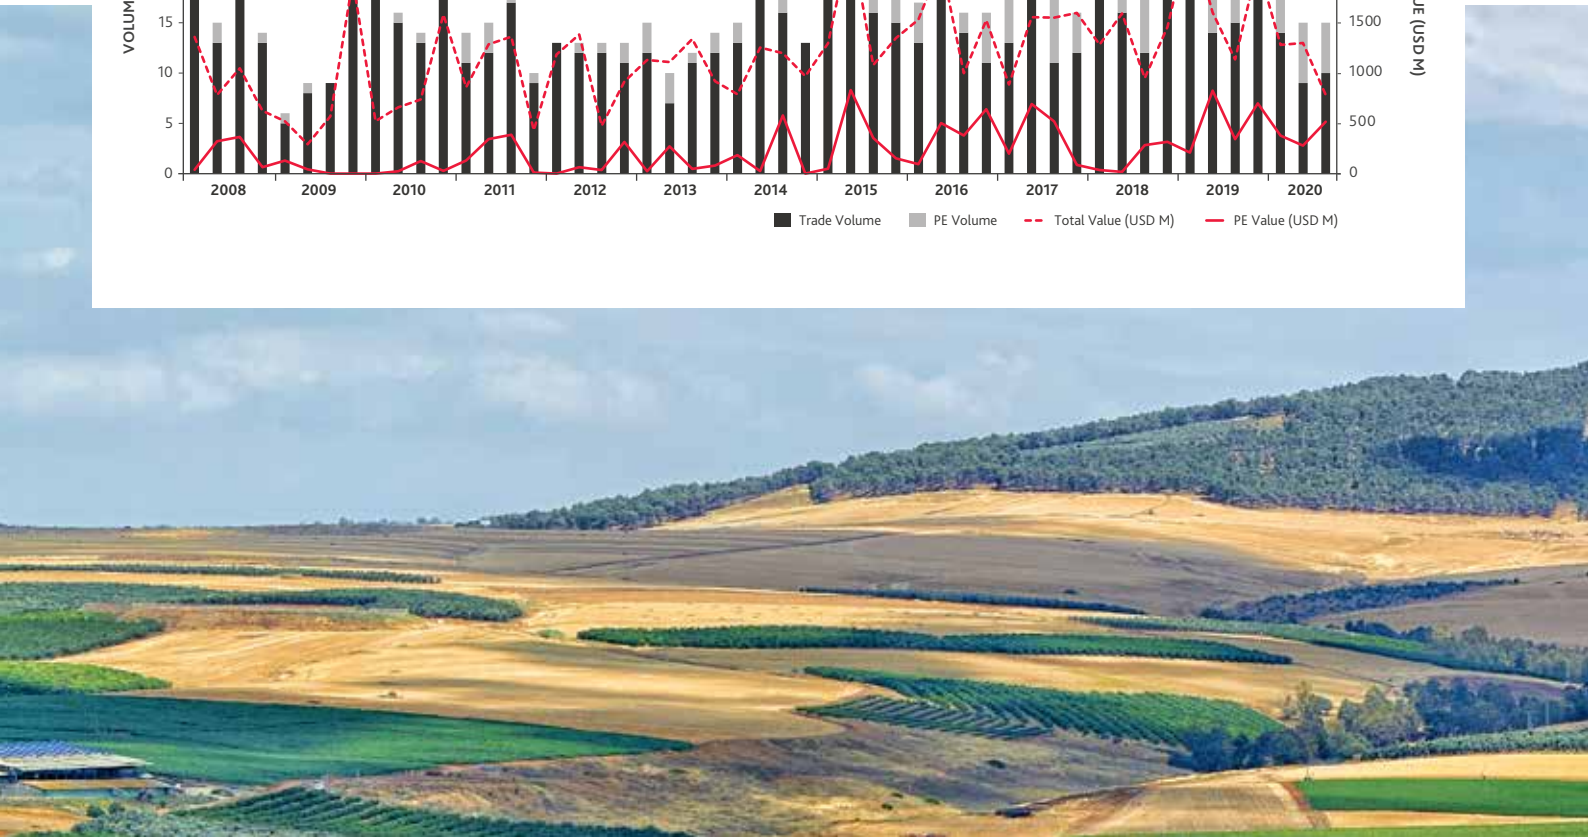 VOLUM
15
10
5
0
1500
1000
500
0
UE (USD M)
2008 2009 2010 2011 2012 2013 2014 2015 2016 2017 2018 2019 2020
Trade Volume PE Volume Total Value (USD M) PE Value (USD M)